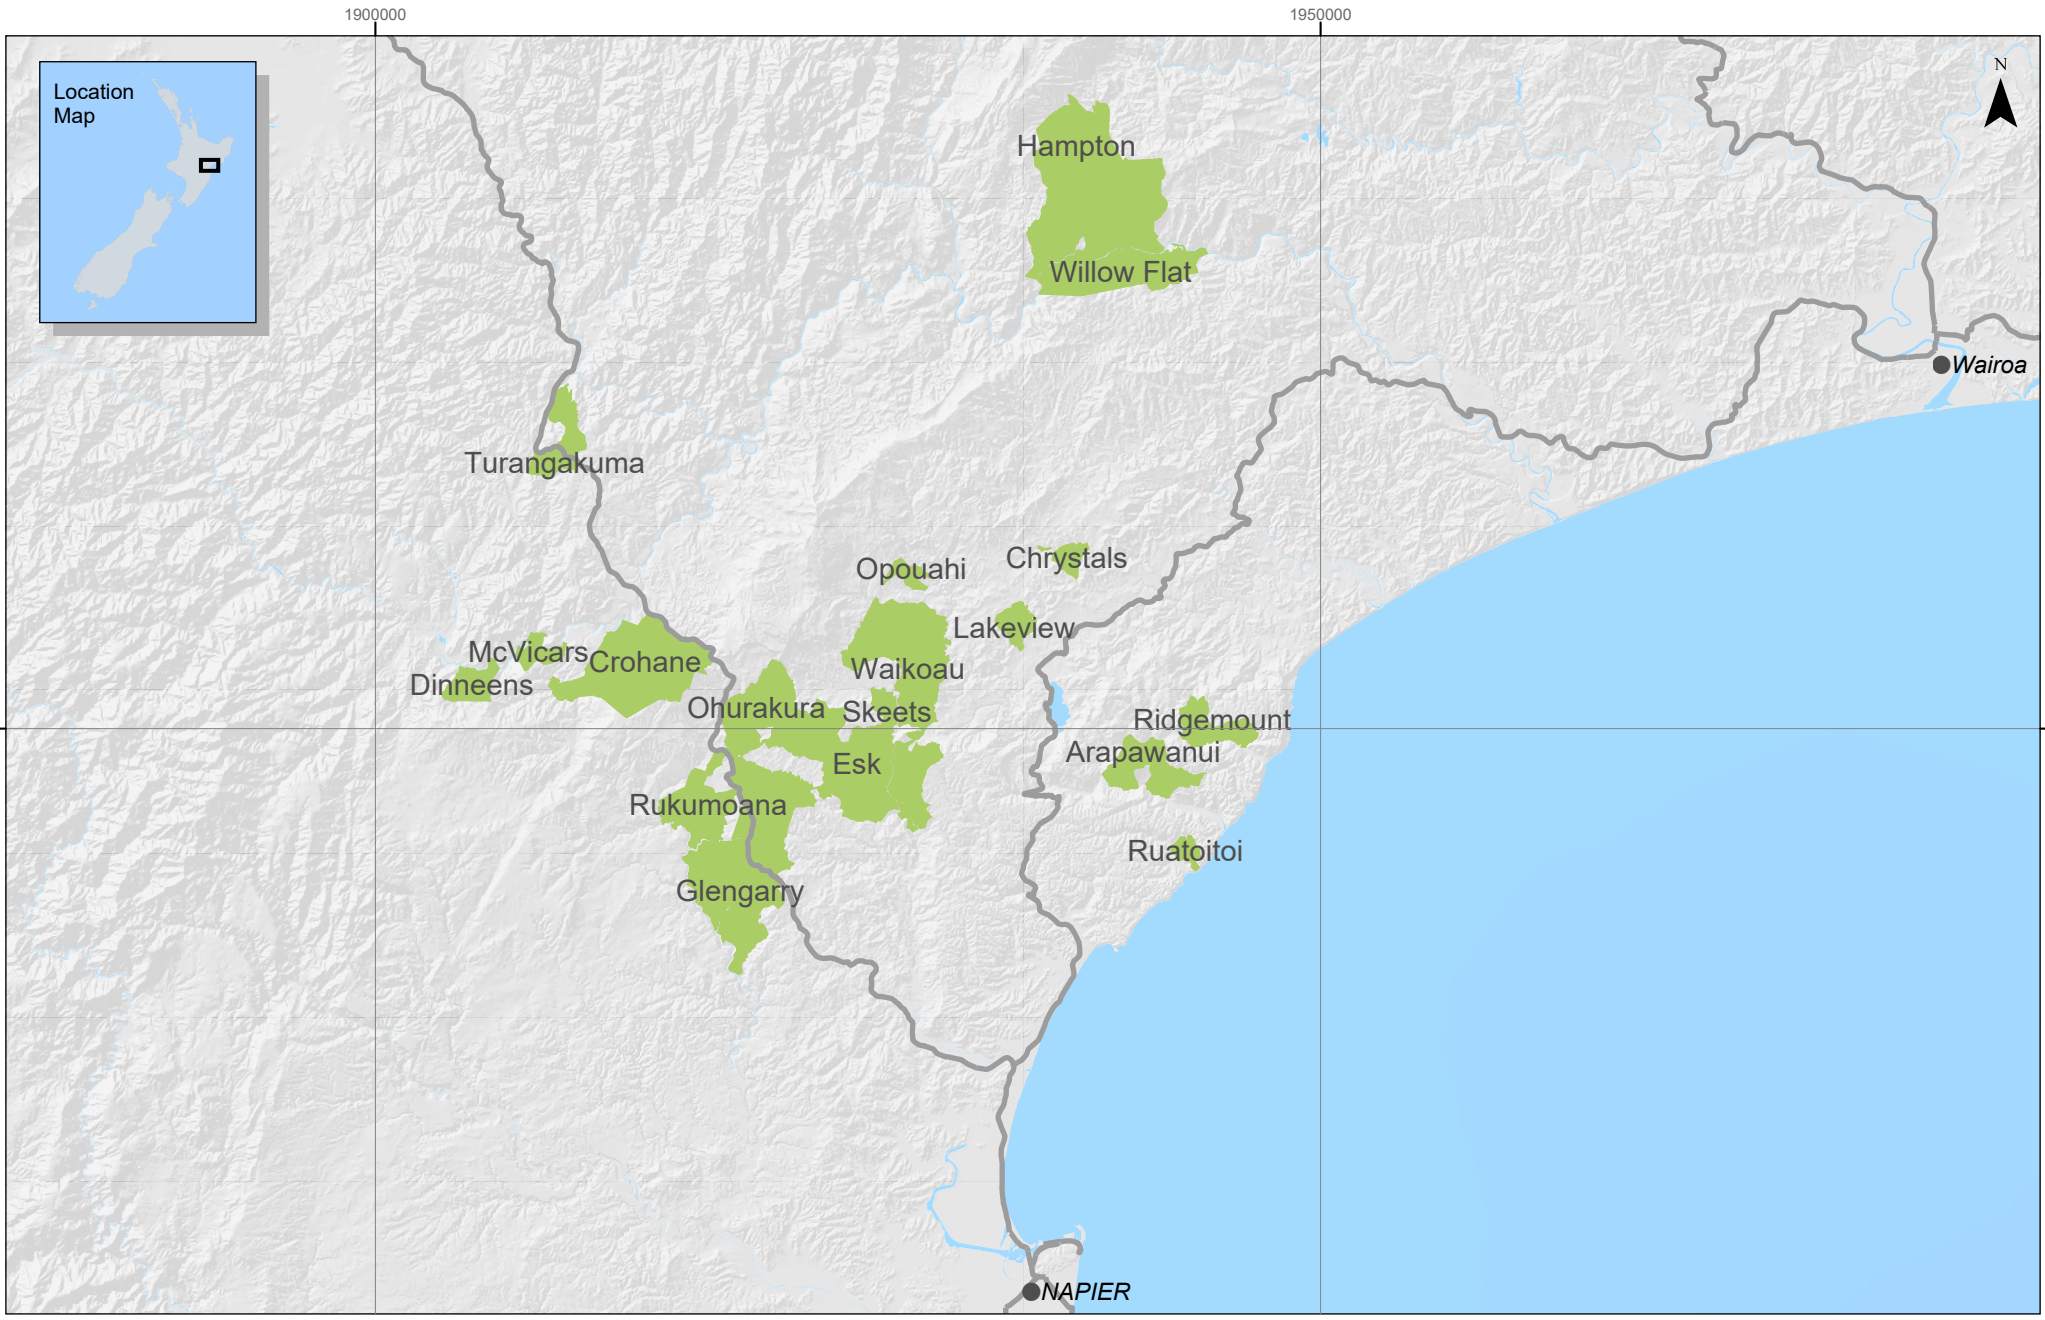 1900000
1950000
Location
Map
N
Hampton
Willow Flat
Wairoa
Turangakuma
Chrystals
Opouahi
Lakeview
McVicars
Crohane
Waikoau
Dinneens
Ohurakura
Skeets
Ridgemount
Arapawanui
Esk
Rukumoana
Ruatoitoi
Glengarry
NAPIER